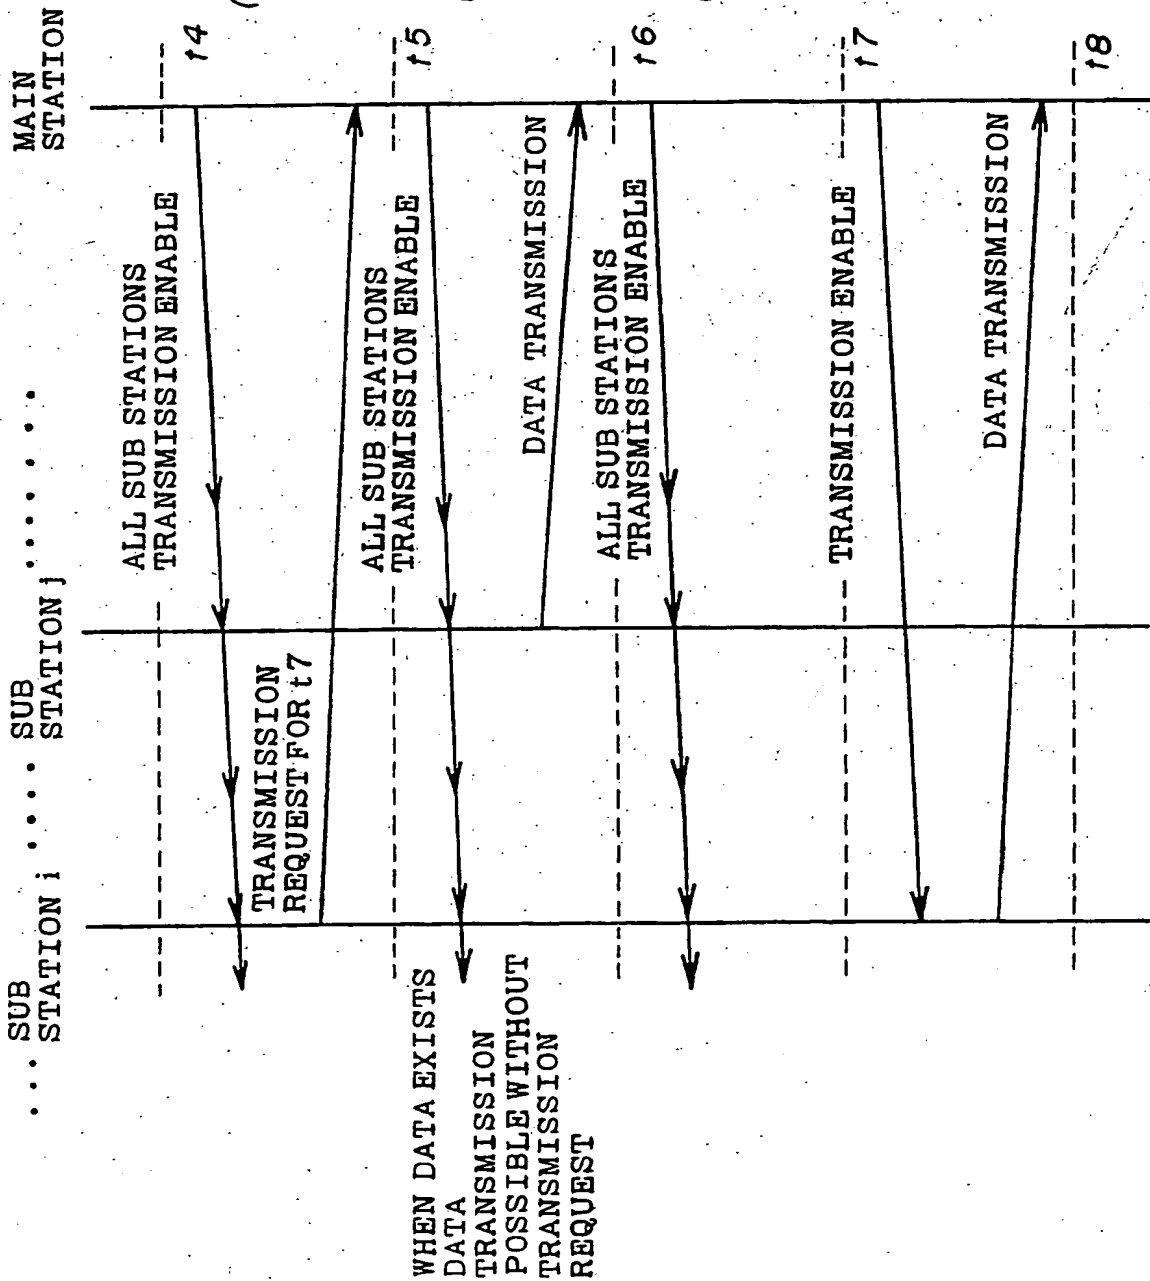 MAIN
STATION
... SUB
STATION i
.... SUB
STATION j
.......
t4
ALL SUB STATIONS
TRANSMISSION ENABLE
TRANSMISSION
REQUEST FOR t7
t5
ALL SUB STATIONS
TRANSMISSION ENABLE
WHEN DATA EXISTS
DATA
TRANSMISSION
POSSIBLE WITHOUT
TRANSMISSION
REQUEST
DATA TRANSMISSION
t6
ALL SUB STATIONS
TRANSMISSION ENABLE
t7
TRANSMISSION ENABLE
DATA TRANSMISSION
t8